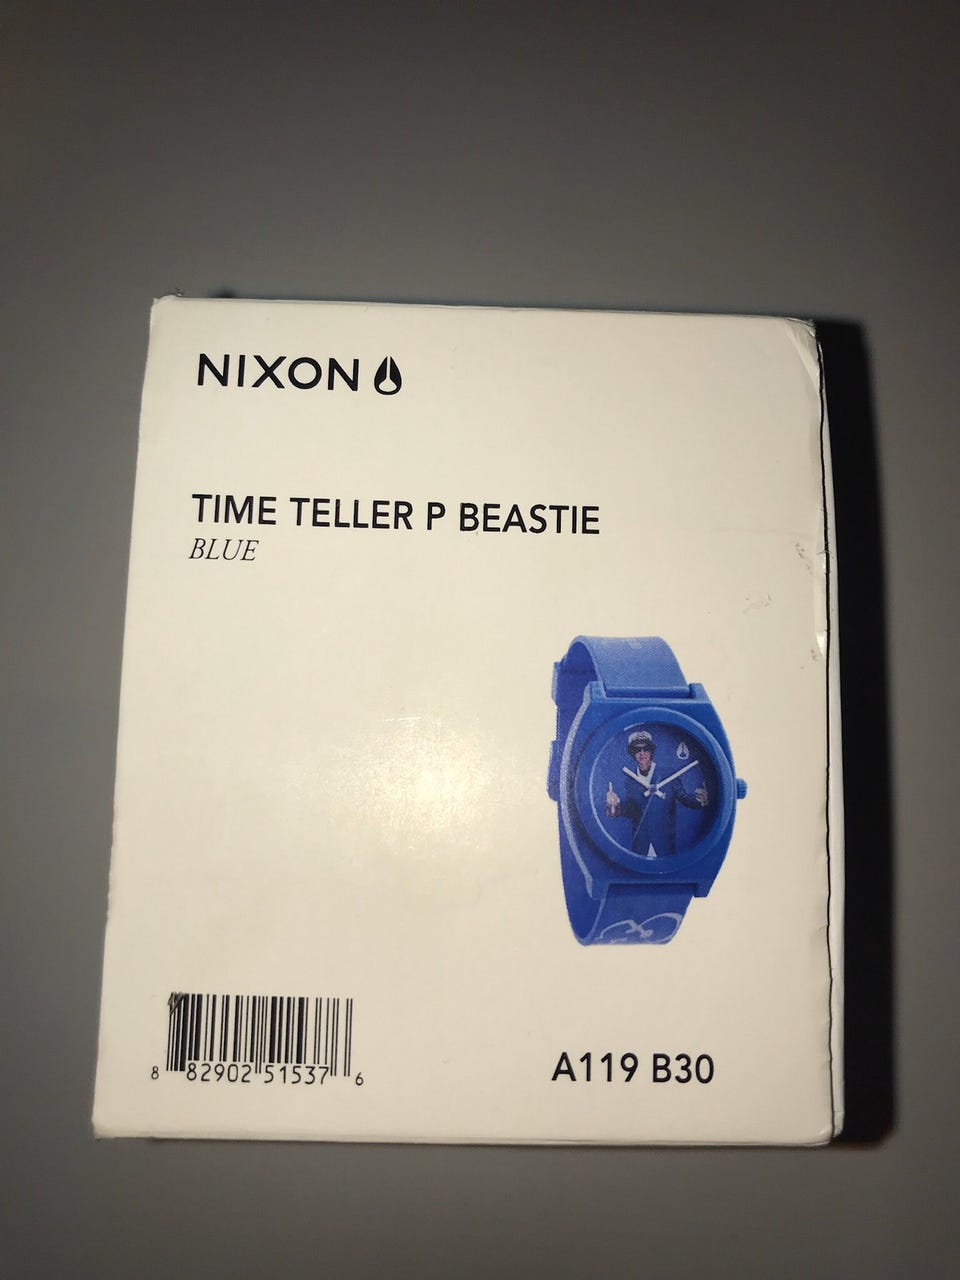 NIXON
TIME TELLER P BEASTIE
BLUE
8 82902 51537 6
A119 B30